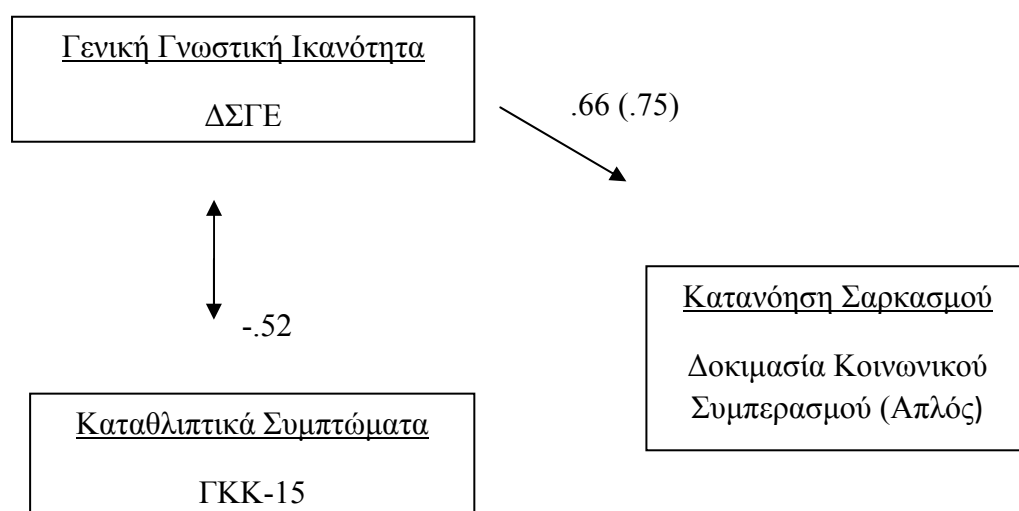 Γενική Γνωστική Ικανότητα
ΔΣΓΕ
.66 (.75)
-.52
Κατανόηση Σαρκασμού
Δοκιμασία Κοινωνικού
Συμπερασμού (Απλός)
Καταθλιπτικά Συμπτώματα
ΓΚΚ-15